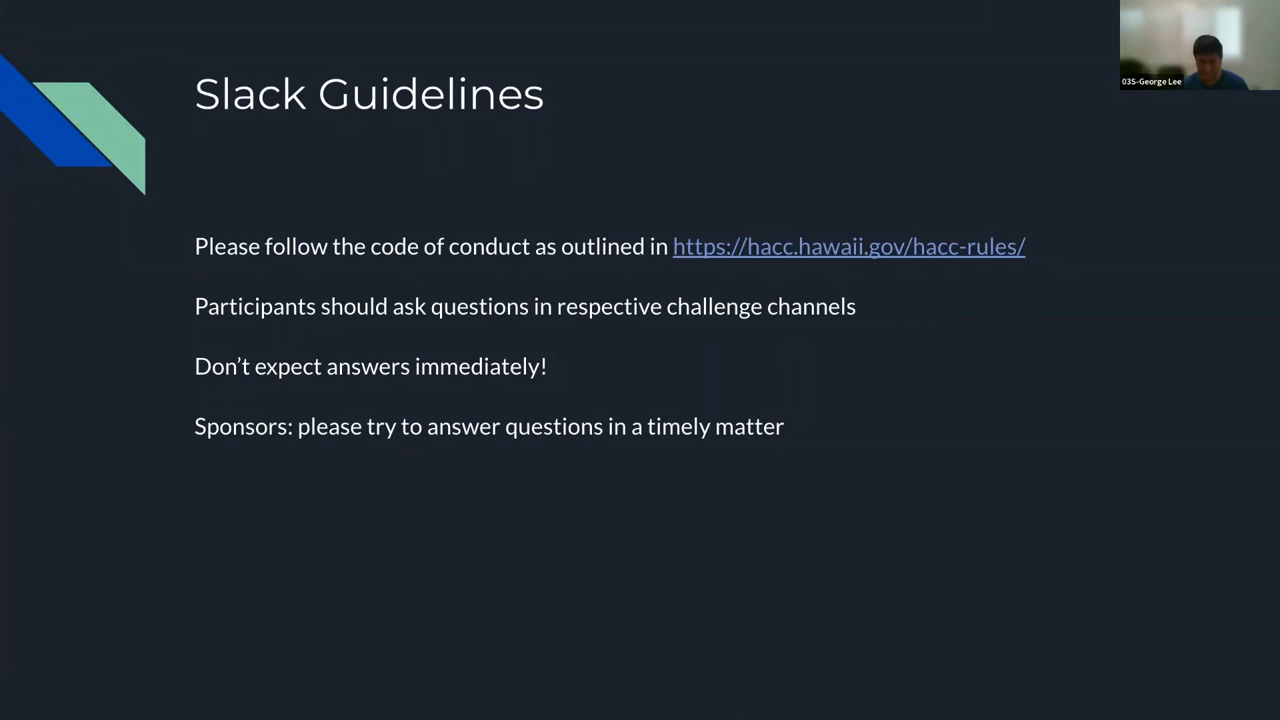 Slack Guidelines
03S-George Lee
Please follow the code of conduct as outlined in https://hacc.hawaii.gov/hacc-rules/
Participants should ask questions in respective challenge channels
Don’t expect answers immediately!
Sponsors: please try to answer questions in a timely matter